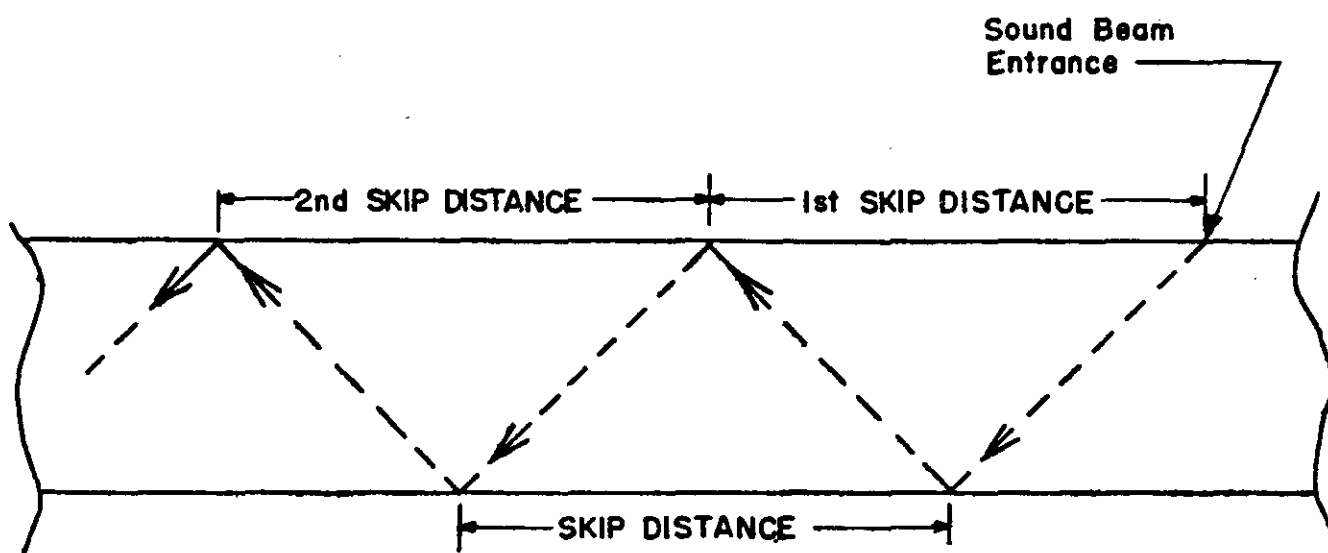 Sound Beam
Entrance
2nd SKIP DISTANCE
1st SKIP DISTANCE
SKIP DISTANCE